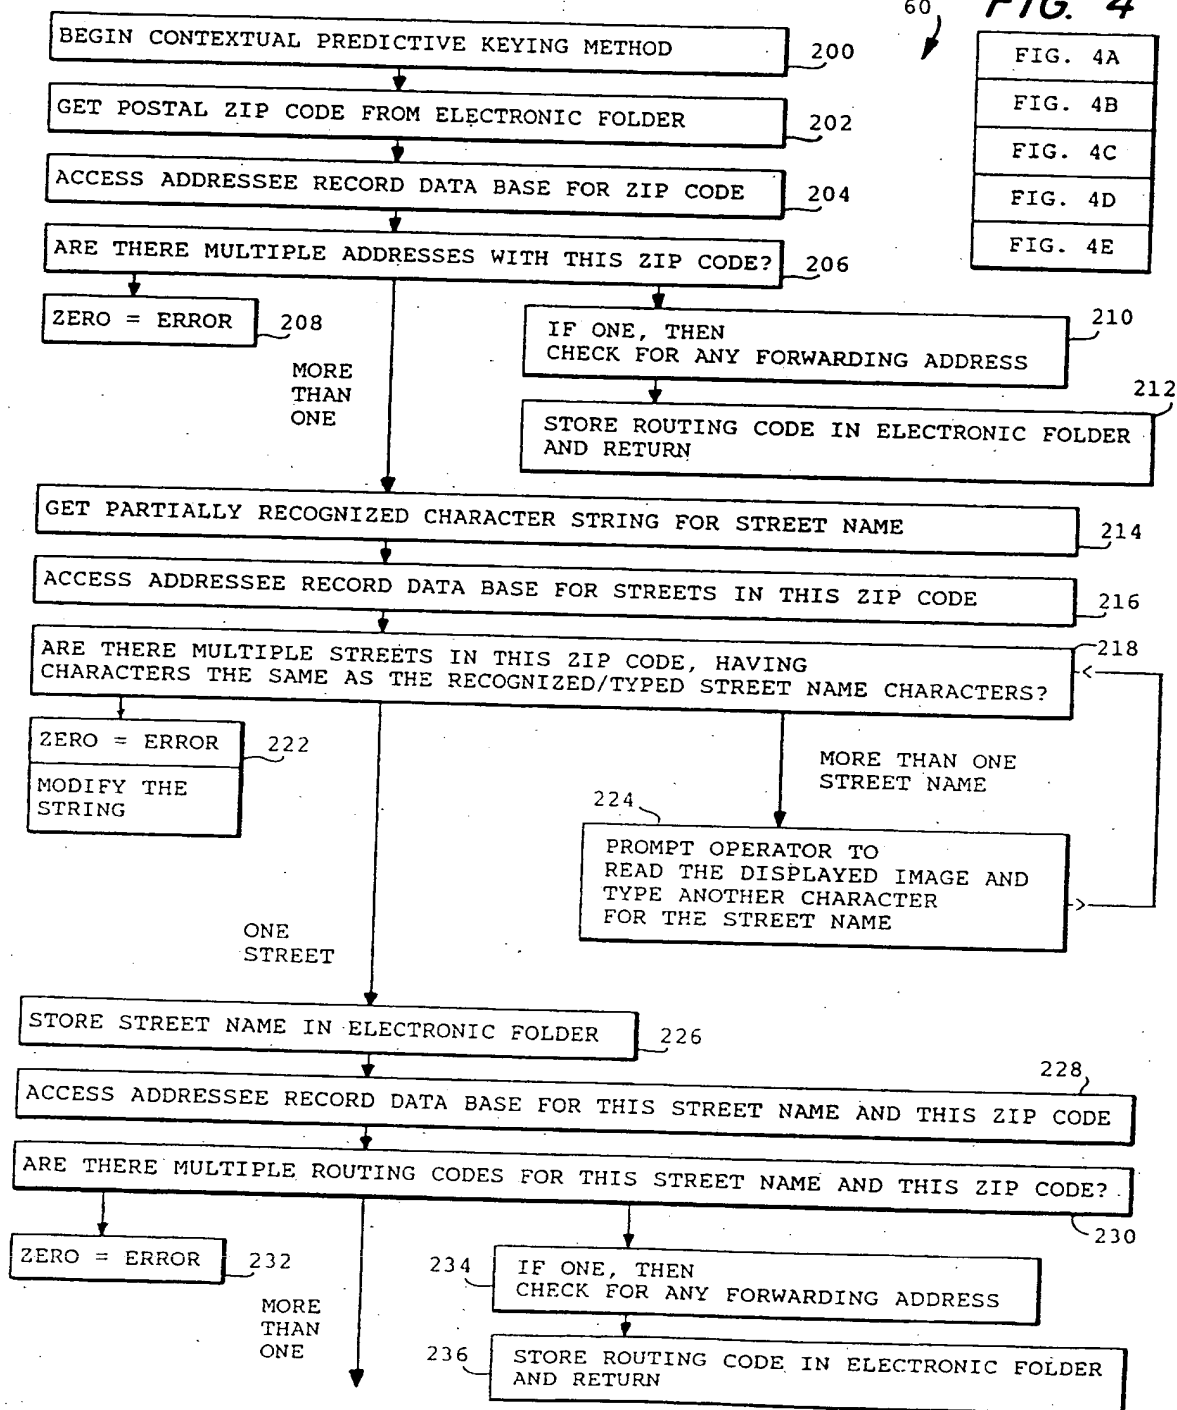 60
FIG. 4
FIG. 4A
FIG. 4B
FIG. 4C
FIG. 4D
FIG. 4E
BEGIN CONTEXTUAL PREDICTIVE KEYING METHOD
200
GET POSTAL ZIP CODE FROM ELECTRONIC FOLDER
202
ACCESS ADDRESSEE RECORD DATA BASE FOR ZIP CODE
204
ARE THERE MULTIPLE ADDRESSES WITH THIS ZIP CODE?
206
ZERO = ERROR
208
MORE
THAN
ONE
IF ONE, THEN
CHECK FOR ANY FORWARDING ADDRESS
210
STORE ROUTING CODE IN ELECTRONIC FOLDER
AND RETURN
212
GET PARTIALLY RECOGNIZED CHARACTER STRING FOR STREET NAME
214
ACCESS ADDRESSEE RECORD DATA BASE FOR STREETS IN THIS ZIP CODE
216
ARE THERE MULTIPLE STREETS IN THIS ZIP CODE, HAVING
CHARACTERS THE SAME AS THE RECOGNIZED/TYPED STREET NAME CHARACTERS?
218
ZERO = ERROR
MODIFY THE
STRING
222
MORE THAN ONE
STREET NAME
224
PROMPT OPERATOR TO
READ THE DISPLAYED IMAGE AND
TYPE ANOTHER CHARACTER
FOR THE STREET NAME
ONE
STREET
STORE STREET NAME IN ELECTRONIC FOLDER
226
228
ACCESS ADDRESSEE RECORD DATA BASE FOR THIS STREET NAME AND THIS ZIP CODE
ARE THERE MULTIPLE ROUTING CODES FOR THIS STREET NAME AND THIS ZIP CODE?
230
ZERO = ERROR
232
MORE
THAN
ONE
234
IF ONE, THEN
CHECK FOR ANY FORWARDING ADDRESS
236
STORE ROUTING CODE IN ELECTRONIC FOLDER
AND RETURN